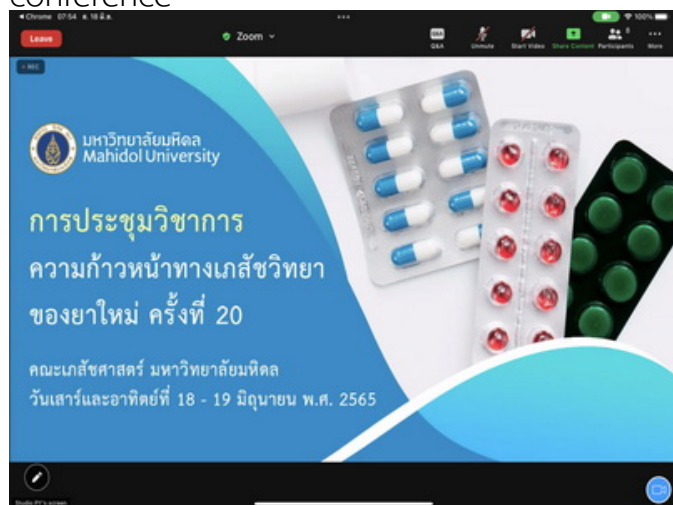 conference
Chrome 07:54 ส. 18 มิ.ย.
100%
Leave
Zoom
Q&A
Unmute
Start Video
Share Content
Participants
More
REC
มหาวิทยาลัยมหิดล
Mahidol University
การประชุมวิชาการ
ความก้าวหน้าทางเภสัชวิทยา
ของยาใหม่ ครั้งที่ 20
คณะเภสัชศาสตร์ มหาวิทยาลัยมหิดล
วันเสาร์และอาทิตย์ที่ 18 - 19 มิถุนายน พ.ศ. 2565
Studio PY's screen